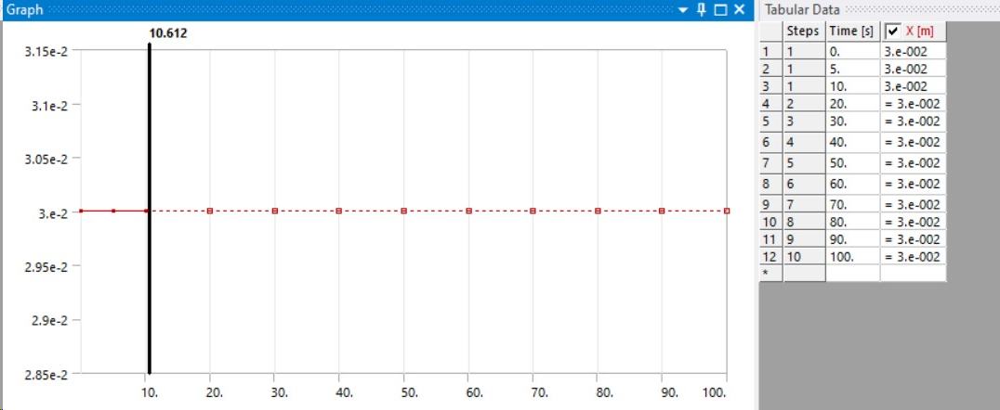 Graph
10.612
3.15e-2
3.1e-2
3.05e-2
3.e-2
2.95e-2
2.9e-2
2.85e-2
10. 20. 30. 40. 50. 60. 70. 80. 90. 100.
Tabular Data
Steps Time [s] X [m]
1 1 0. 3.e-002
2 1 5. 3.e-002
3 1 10. 3.e-002
4 2 20. = 3.e-002
5 3 30. = 3.e-002
6 4 40. = 3.e-002
7 5 50. = 3.e-002
8 6 60. = 3.e-002
9 7 70. = 3.e-002
10 8 80. = 3.e-002
11 9 90. = 3.e-002
12 10 100. = 3.e-002
*